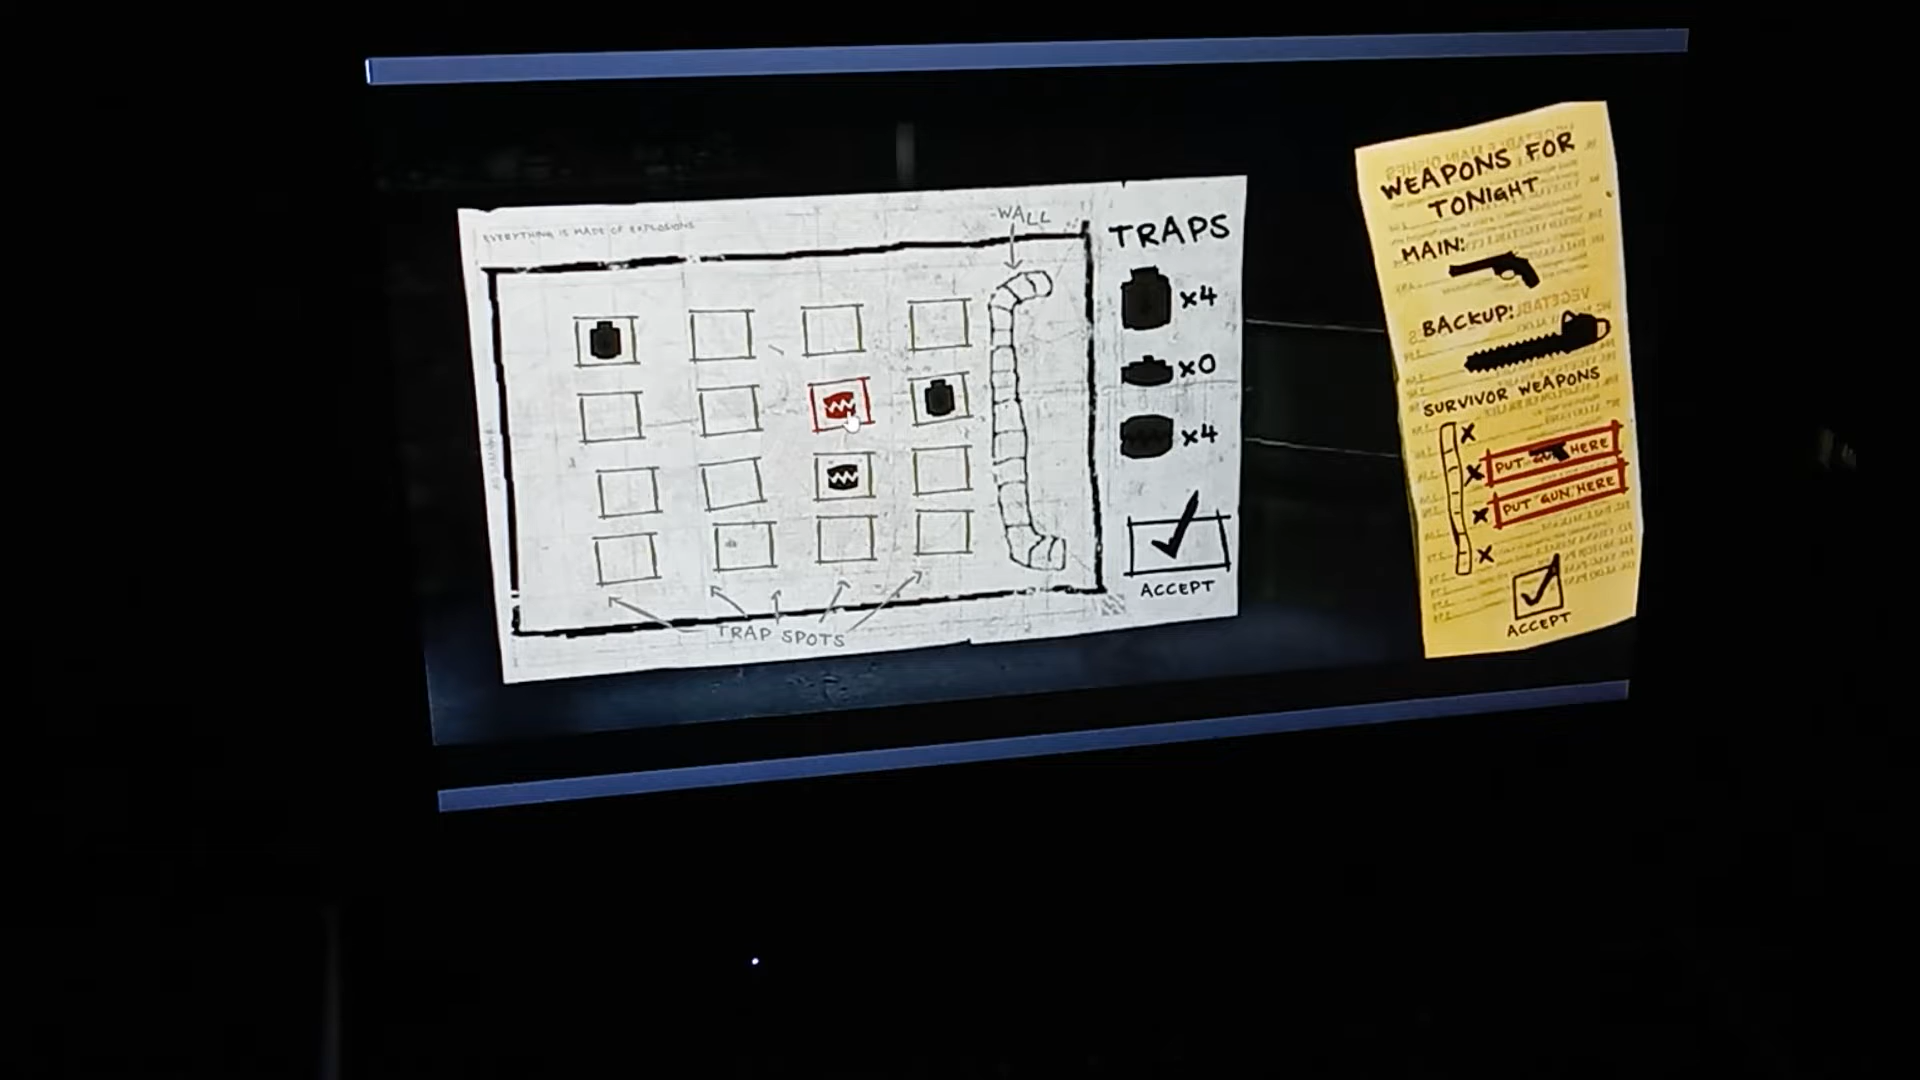 EVERYTHING IS MADE OF EXPLOSIONS
WALL
TRAPS
x4
x0
x4
ACCEPT
TRAP SPOTS
WEAPONS FOR
TONIGHT
MAIN:
BACKUP:
SURVIVOR WEAPONS
PUT GUN HERE
PUT GUN HERE
ACCEPT